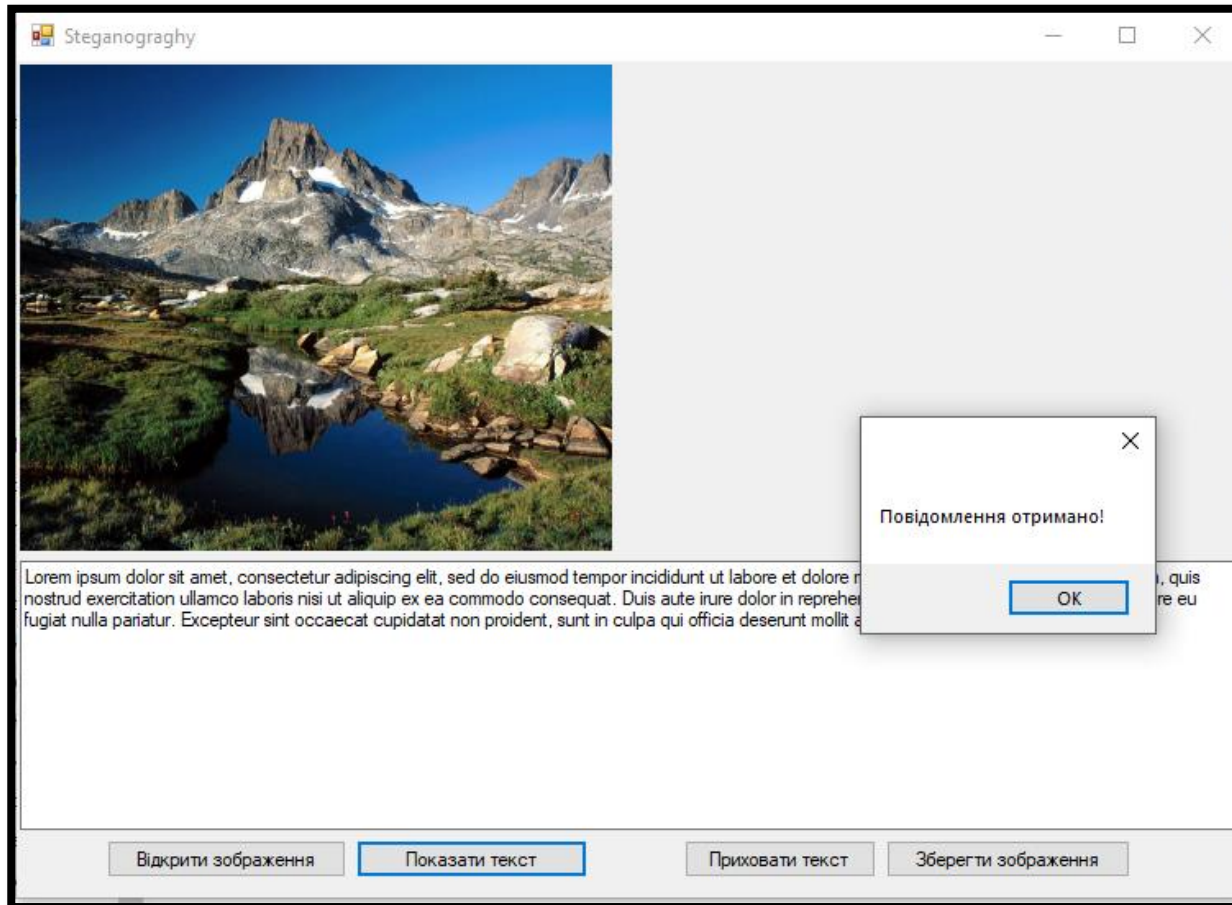 Steganograghy
Повідомлення отримано!
OK
Lorem ipsum dolor sit amet, consectetur adipiscing elit, sed do eiusmod tempor incididunt ut labore et dolore , quis
nostrud exercitation ullamco laboris nisi ut aliquip ex ea commodo consequat. Duis aute irure dolor in eu
fugiat nulla pariatur. Excepteur sint occaecat cupidatat non proident, sunt in culpa qui officia deserunt mollit
Відкрити зображення
Показати текст
Приховати текст
Зберегти зображення